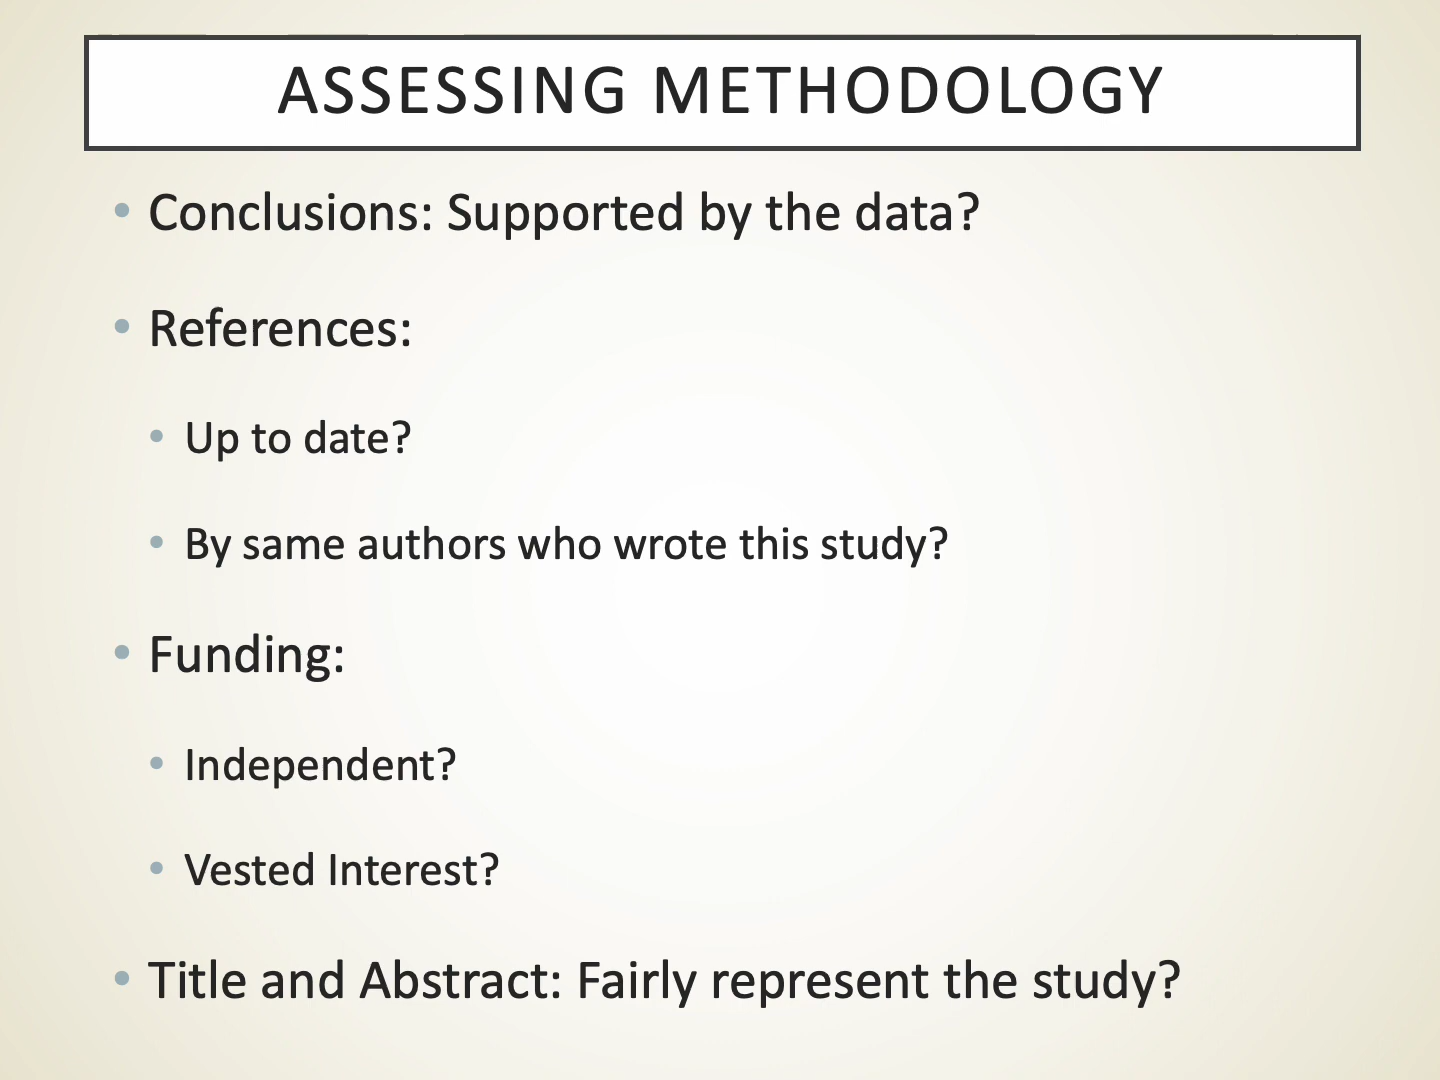 ASSESSING METHODOLOGY
• Conclusions: Supported by the data?
• References:
• Up to date?
• By same authors who wrote this study?
• Funding:
• Independent?
• Vested Interest?
• Title and Abstract: Fairly represent the study?